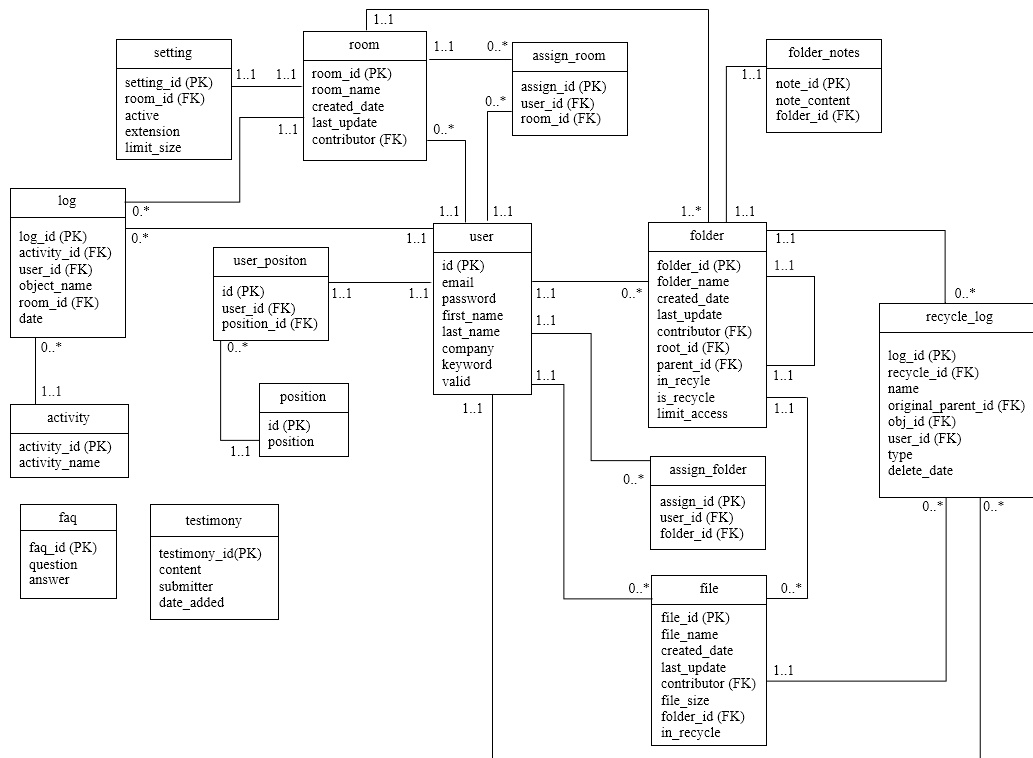 1..1
setting
setting_id (PK)
room_id (FK)
active
extension
limit_size
1..1
1..1
room
room_id (PK)
room_name
created_date
last_update
contributor (FK)
1..1
0..*
assign_room
assign_id (PK)
user_id (FK)
room_id (FK)
0..*
0..*
1..1
folder_notes
note_id (PK)
note_content
folder_id (FK)
1..1
log
log_id (PK)
activity_id (FK)
user_id (FK)
object_name
room_id (FK)
date
0.*
0.*
1..1
1..1
1..1
user_positon
id (PK)
user_id (FK)
position_id (FK)
1..1
1..1
0..*
user
id (PK)
email
password
first_name
last_name
company
keyword
valid
1..1
1..1
1..1
1..1
0..*
1..*
1..1
folder
folder_id (PK)
folder_name
created_date
last_update
contributor (FK)
root_id (FK)
parent_id (FK)
in_recyle
is_recycle
limit_access
1..1
1..1
1..1
1..1
0..*
recycle_log
log_id (PK)
recycle_id (FK)
name
original_parent_id (FK)
obj_id (FK)
user_id (FK)
type
delete_date
0..*
0..*
0..*
1..1
activity
activity_id (PK)
activity_name
position
id (PK)
position
1..1
0..*
assign_folder
assign_id (PK)
user_id (FK)
folder_id (FK)
faq
faq_id (PK)
question
answer
testimony
testimony_id(PK)
content
submitter
date_added
0..*
0..*
file
file_id (PK)
file_name
created_date
last_update
contributor (FK)
file_size
folder_id (FK)
in_recycle
1..1